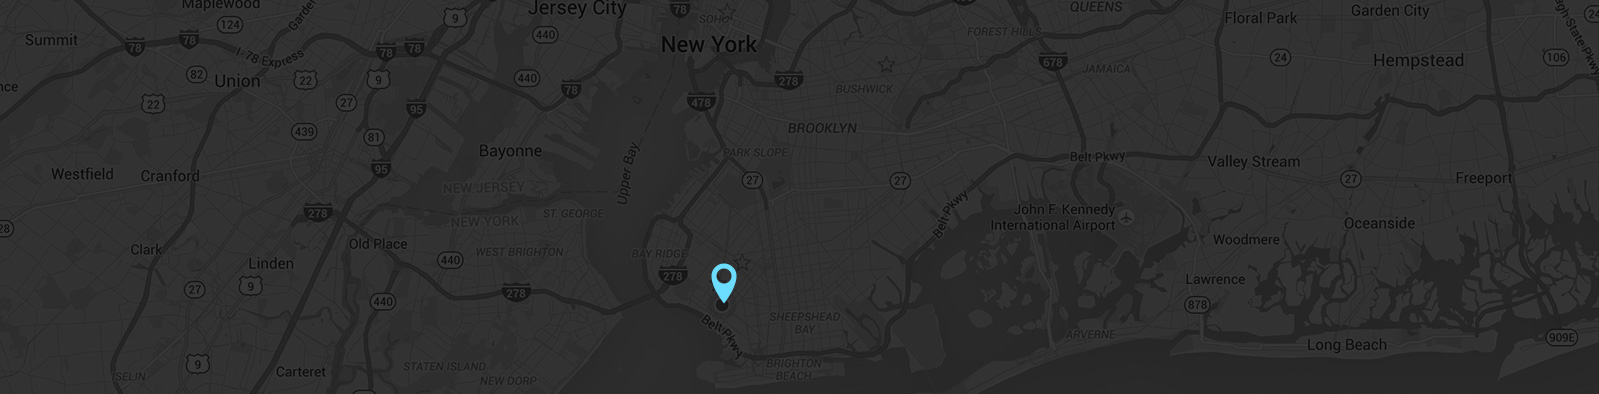 Maplewood
Jersey City
78
SOHO
QUEENS
Floral Park
Garden City
9
124
Garden
440
FOREST HILLS
24
Summit
78
78
I-78 Express
78
78
New York
678
24
Hempstead
106
82
Union
22
9
440
78
278
JAMAICA
nce
22
27
95
478
BUSHWICK
439
81
BROOKLYN
Bayonne
PARK SLOPE
Belt Pkwy
Valley Stream
95
Upper Bay
Westfield
Cranford
27
27
27
Freeport
NEW JERSEY
NEW YORK
278
ST. GEORGE
Belt Pkwy
John F. Kennedy
International Airport
Oceanside
28
Clark
Old Place
440
WEST BRIGHTON
BAY RIDGE
Woodmere
Linden
278
Lawrence
27
9
440
278
878
Belt Pkwy
SHEEPSHEAD
BAY
ARVERNE
Long Beach
909E
9
ISELIN
Carteret
STATEN ISLAND
NEW DORP
BRIGHTON
BEACH